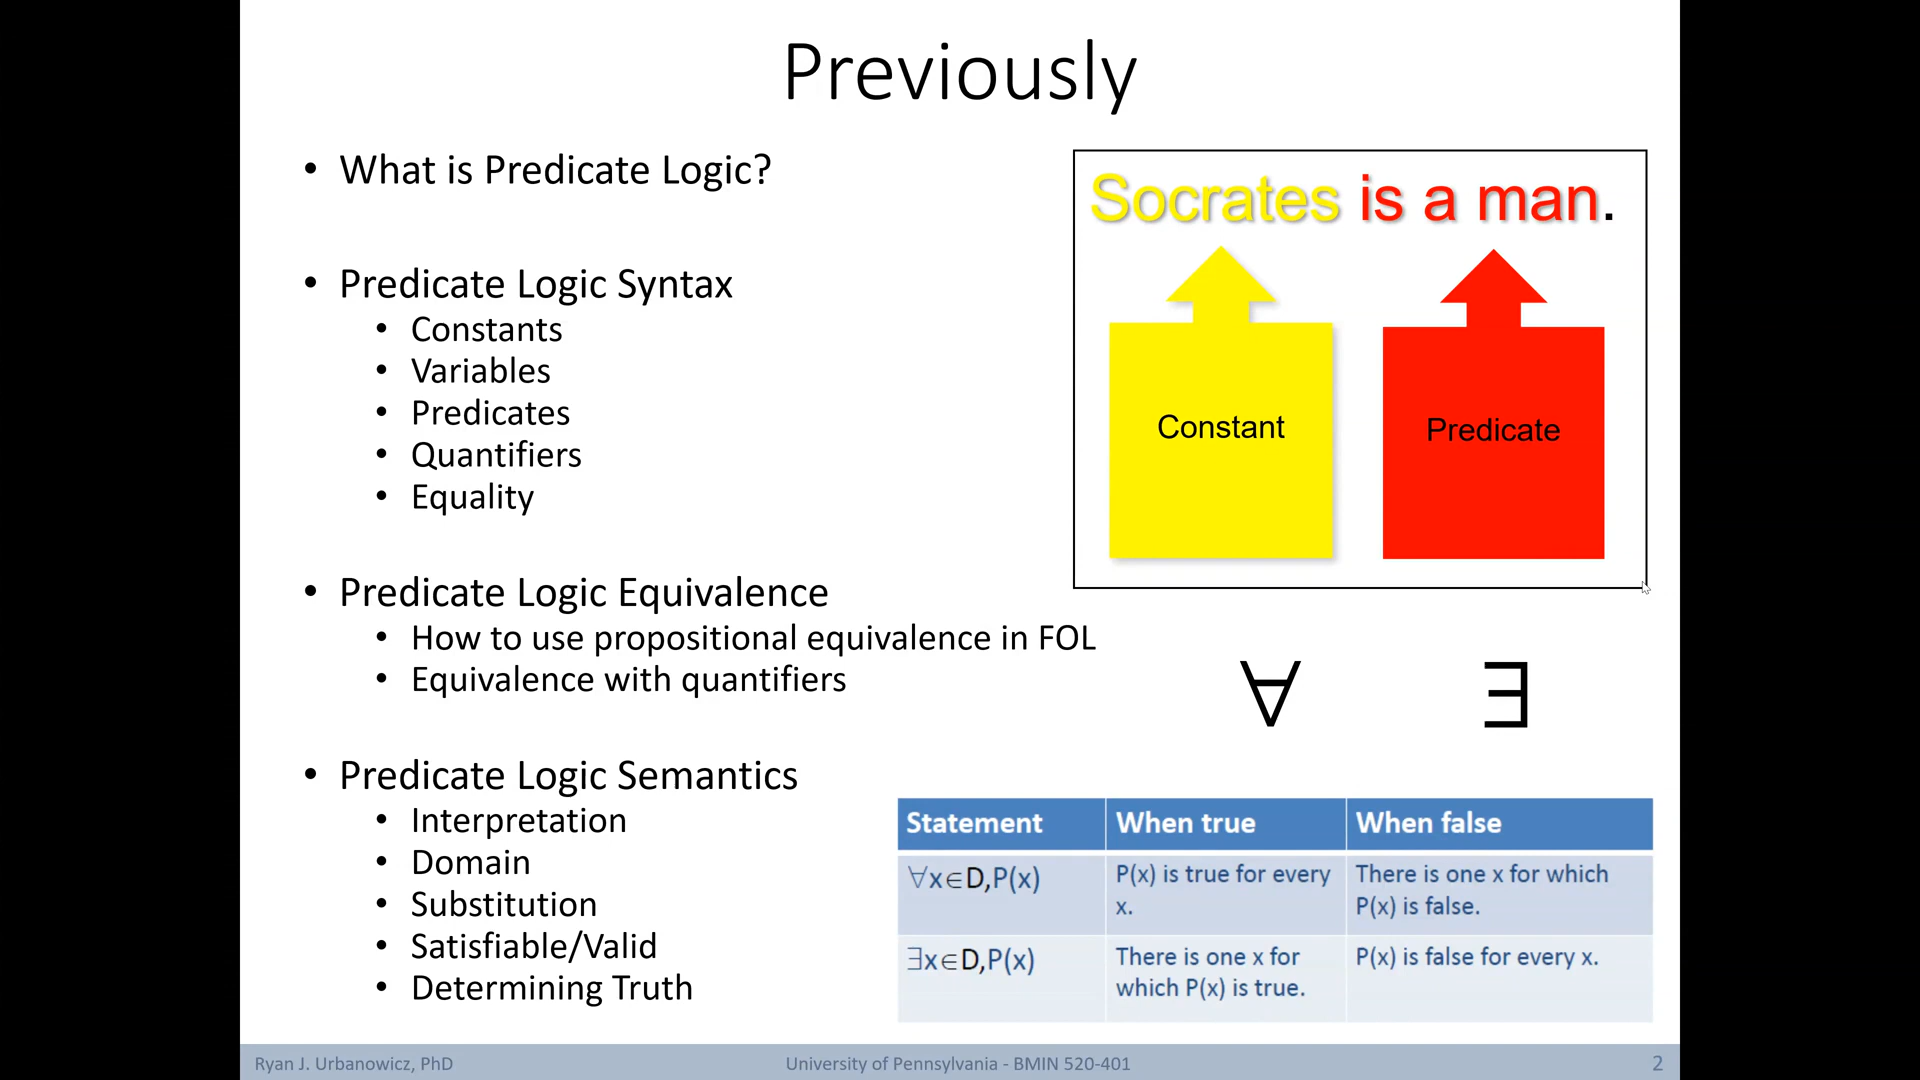 Previously
• What is Predicate Logic?
• Predicate Logic Syntax
• Constants
• Variables
• Predicates
• Quantifiers
• Equality
• Predicate Logic Equivalence
• How to use propositional equivalence in FOL
• Equivalence with quantifiers
• Predicate Logic Semantics
• Interpretation
• Domain
• Substitution
• Satisfiable/Valid
• Determining Truth
Socrates is a man.
Constant
Predicate
∀ ∃
Statement When true When false
∀x∈D,P(x)
P(x) is true for every
x.
There is one x for which
P(x) is false.
∃x∈D,P(x)
There is one x for
which P(x) is true.
P(x) is false for every x.
Ryan J. Urbanowicz, PhD
University of Pennsylvania - BMIN 520-401
2